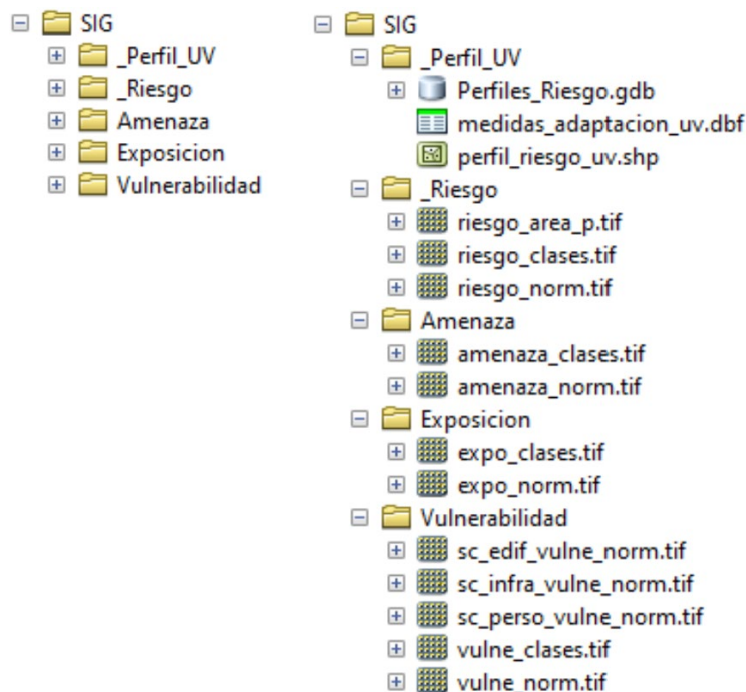 SIG
_Perfil_UV
_Riesgo
Amenaza
Exposicion
Vulnerabilidad
SIG
_Perfil_UV
Perfiles_Riesgo.gdb
medidas_adaptacion_uv.dbf
perfil_riesgo_uv.shp
_Riesgo
riesgo_area_p.tif
riesgo_clases.tif
riesgo_norm.tif
Amenaza
amenaza_clases.tif
amenaza_norm.tif
Exposicion
expo_clases.tif
expo_norm.tif
Vulnerabilidad
sc_edif_vulne_norm.tif
sc_infra_vulne_norm.tif
sc_perso_vulne_norm.tif
vulne_clases.tif
vulne_norm.tif